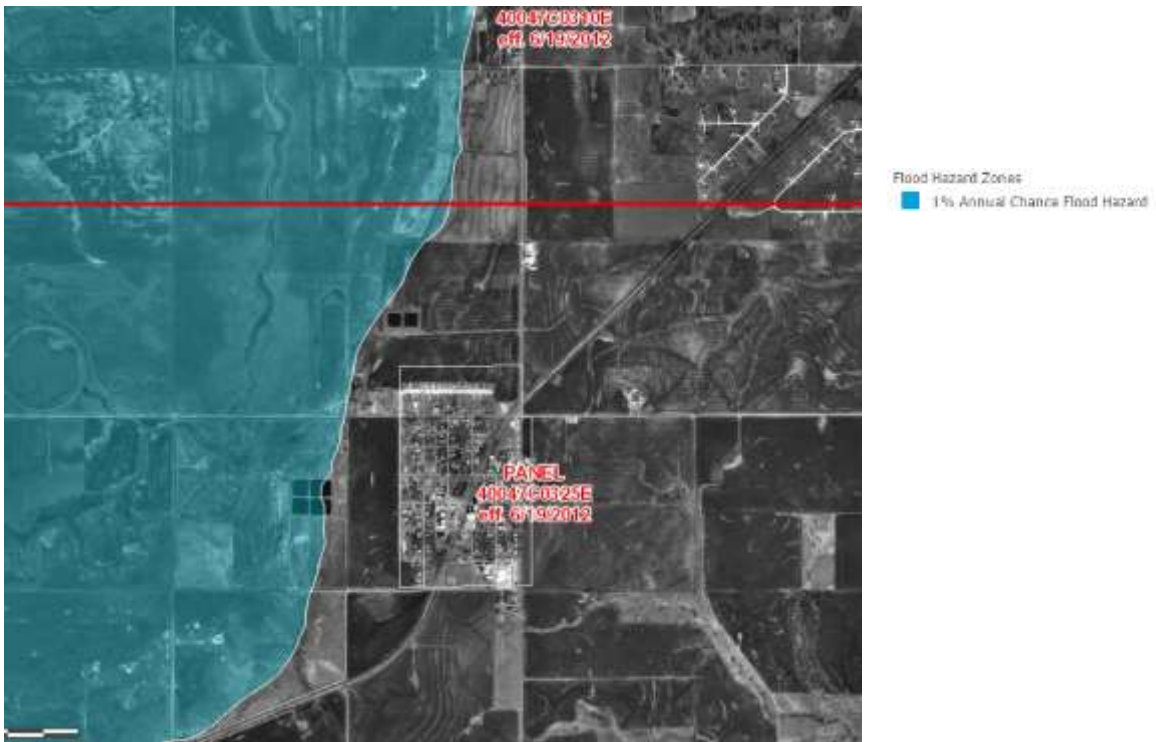 40047C0310E
eff. 6/19/2012
Flood Hazard Zones
1% Annual Chance Flood Hazard
PANEL
40047C0325E
eff. 6/19/2012